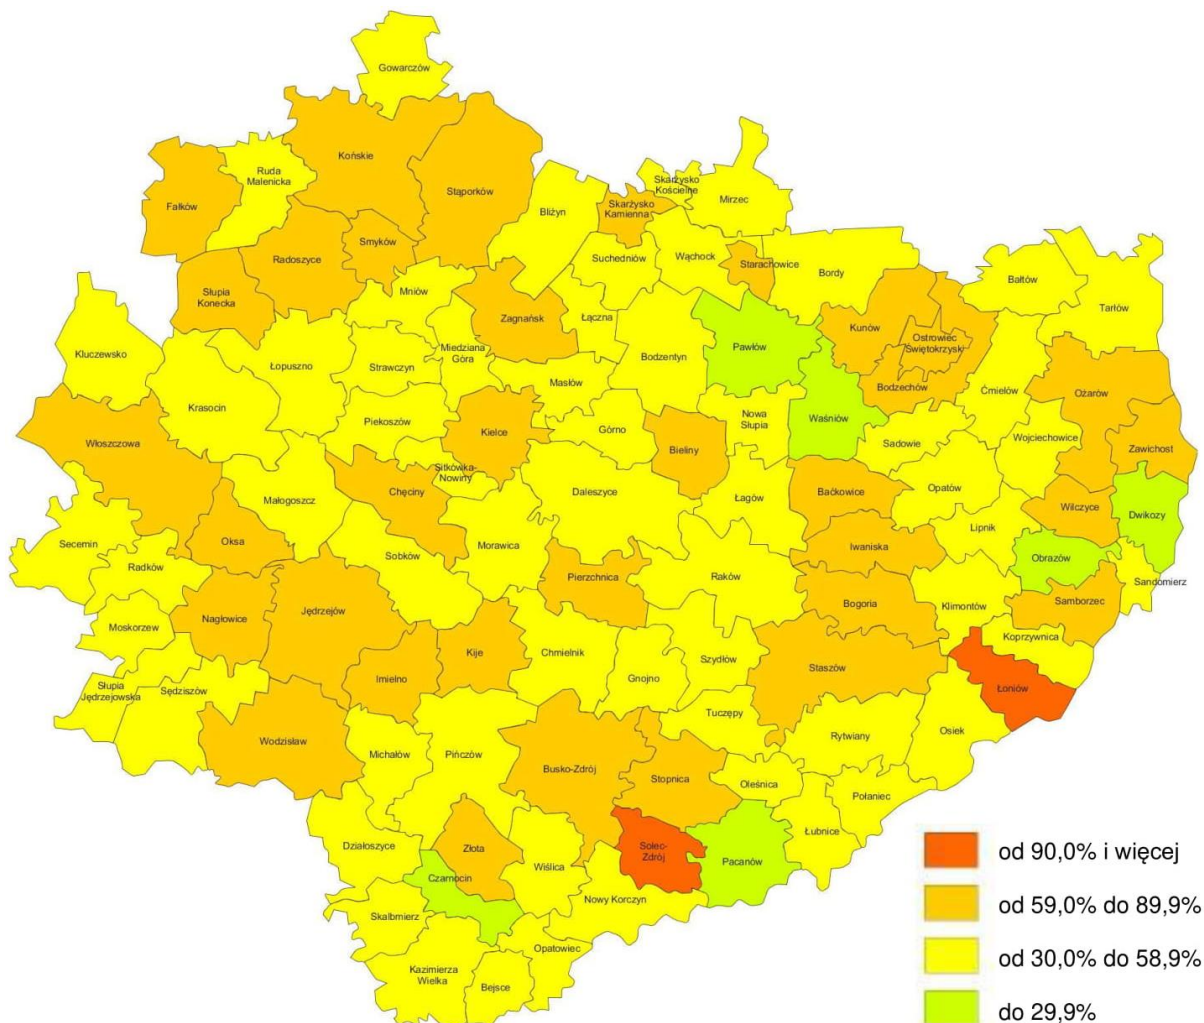 Gowarczów
Końskie
Ruda
Malenicka
Stąporków
Fałków
Skarżysko
Kościelne
Mirzec
Bliżyn
Skarżysko
Kamienna
Smyków
Radoszyce
Suchedniów
Wąchock
Starachowice
Bordy
Bałtów
Tarłów
Słupia
Konecka
Mniów
Zagnańsk
Łączna
Kunów
Ostrowiec
Świętokrzysk
Kluczewsko
Łopuszno
Strawczyn
Miedziana
Góra
Bodzentyn
Pawłów
Masłów
Bodzechów
Ćmielów
Ożarów
Krasocin
Piekoszów
Kielce
Górno
Nowa
Słupia
Waśniów
Sadowie
Wojciechowice
Zawichost
Włoszczowa
Bieliny
Małogoszcz
Chęciny
Sitkówka-
Nowiny
Daleszyce
Łagów
Baćkowice
Opatów
Wilczyce
Dwikozy
Lipnik
Secemin
Oksa
Sobków
Morawica
Iwaniska
Obrazów
Radków
Pierzchnica
Raków
Sandomierz
Nagłowice
Jędrzejów
Bogoria
Klimontów
Samborzec
Moskorzew
Koprzywnica
Kije
Chmielnik
Szydłów
Staszów
Imielno
Gnojno
Łoniów
Słupia
Jędrzejowska
Sędziszów
Tuczępy
Rytwiany
Osiek
Wodzisław
Michałów
Pińczów
Busko-Zdrój
Stopnica
Oleśnica
Połaniec
Łubnice
Działoszyce
Złota
Solec-
Zdrój
Pacanów
Wiślica
Czarnocin
Nowy Korczyn
Skalbmierz
Opatowiec
Kazimierza
Wielka
Bejsce
od 90,0% i więcej
od 59,0% do 89,9%
od 30,0% do 58,9%
do 29,9%